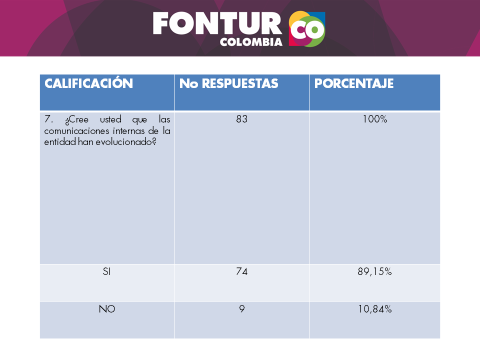 FONTUR co
COLOMBIA
CALIFICACIÓN No RESPUESTAS PORCENTAJE
7. ¿Cree usted que las 83 100%
comunicaciones internas de la
entidad han evolucionado?
SI 74 89,15%
NO 9 10,84%